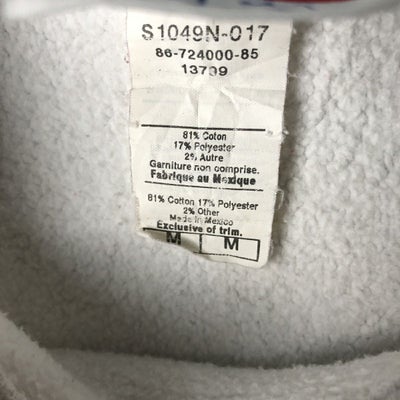 S1049N-017
86-724000-85
13799
81% Coton
17% Polyester
2% Autre
Garniture non comprise.
Fabrique au Mexique
81% Cotton 17% Polyester
2% Other
Made in Mexico
Exclusive of trim.
M M